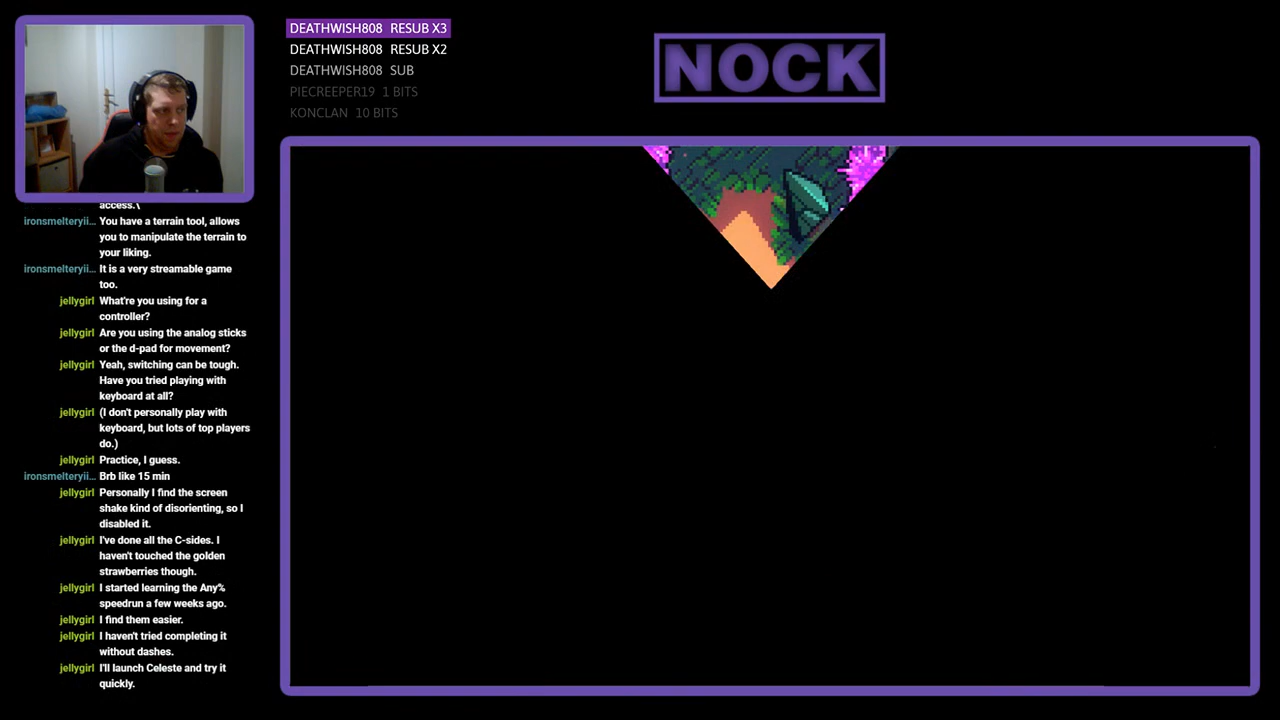 DEATHWISH808 RESUB X3
DEATHWISH808 RESUB X2
DEATHWISH808 SUB
PIECREEPER19 1 BITS
KONCLAN 10 BITS
NOCK
access.\
ironsmelteryii... You have a terrain tool, allows
you to manipulate the terrain to
your liking.
ironsmelteryii... It is a very streamable game
too.
jellygirl What're you using for a
controller?
jellygirl Are you using the analog sticks
or the d-pad for movement?
jellygirl Yeah, switching can be tough.
Have you tried playing with
keyboard at all?
jellygirl (I don't personally play with
keyboard, but lots of top players
do.)
jellygirl Practice, I guess.
ironsmelteryii... Brb like 15 min
jellygirl Personally I find the screen
shake kind of disorienting, so I
disabled it.
jellygirl I've done all the C-sides. I
haven't touched the golden
strawberries though.
jellygirl I started learning the Any%
speedrun a few weeks ago.
jellygirl I find them easier.
jellygirl I haven't tried completing it
without dashes.
jellygirl I'll launch Celeste and try it
quickly.